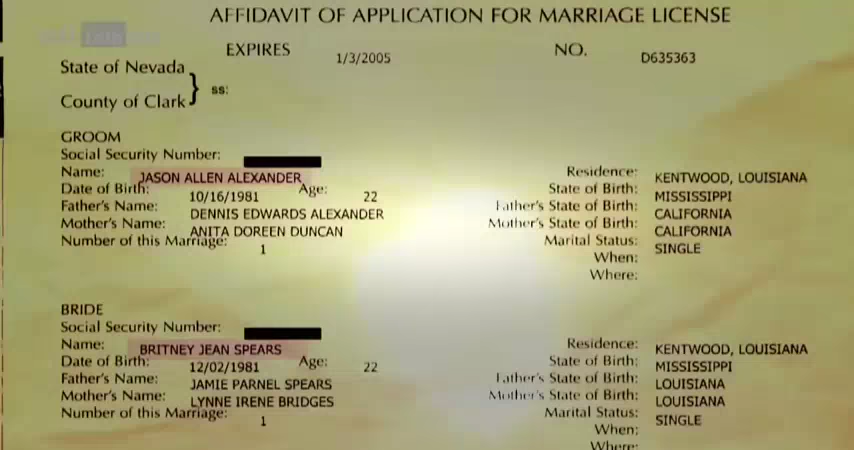 AFFIDAVIT OF APPLICATION FOR MARRIAGE LICENSE
EXPIRES 1/3/2005 NO. D635363
State of Nevada
County of Clark } ss:
GROOM
Social Security Number:
Name: JASON ALLEN ALEXANDER Residence: KENTWOOD, LOUISIANA
Date of Birth: 10/16/1981 Age: 22 State of Birth: MISSISSIPPI
Father's Name: DENNIS EDWARDS ALEXANDER Father's State of Birth: CALIFORNIA
Mother's Name: ANITA DOREEN DUNCAN Mother's State of Birth: CALIFORNIA
Number of this Marriage: 1 Marital Status: SINGLE
When:
Where:
BRIDE
Social Security Number:
Name: BRITNEY JEAN SPEARS Residence: KENTWOOD, LOUISIANA
Date of Birth: 12/02/1981 Age: 22 State of Birth: MISSISSIPPI
Father's Name: JAMIE PARNEL SPEARS Father's State of Birth: LOUISIANA
Mother's Name: LYNNE IRENE BRIDGES Mother's State of Birth: LOUISIANA
Number of this Marriage: 1 Marital Status: SINGLE
When:
Where: